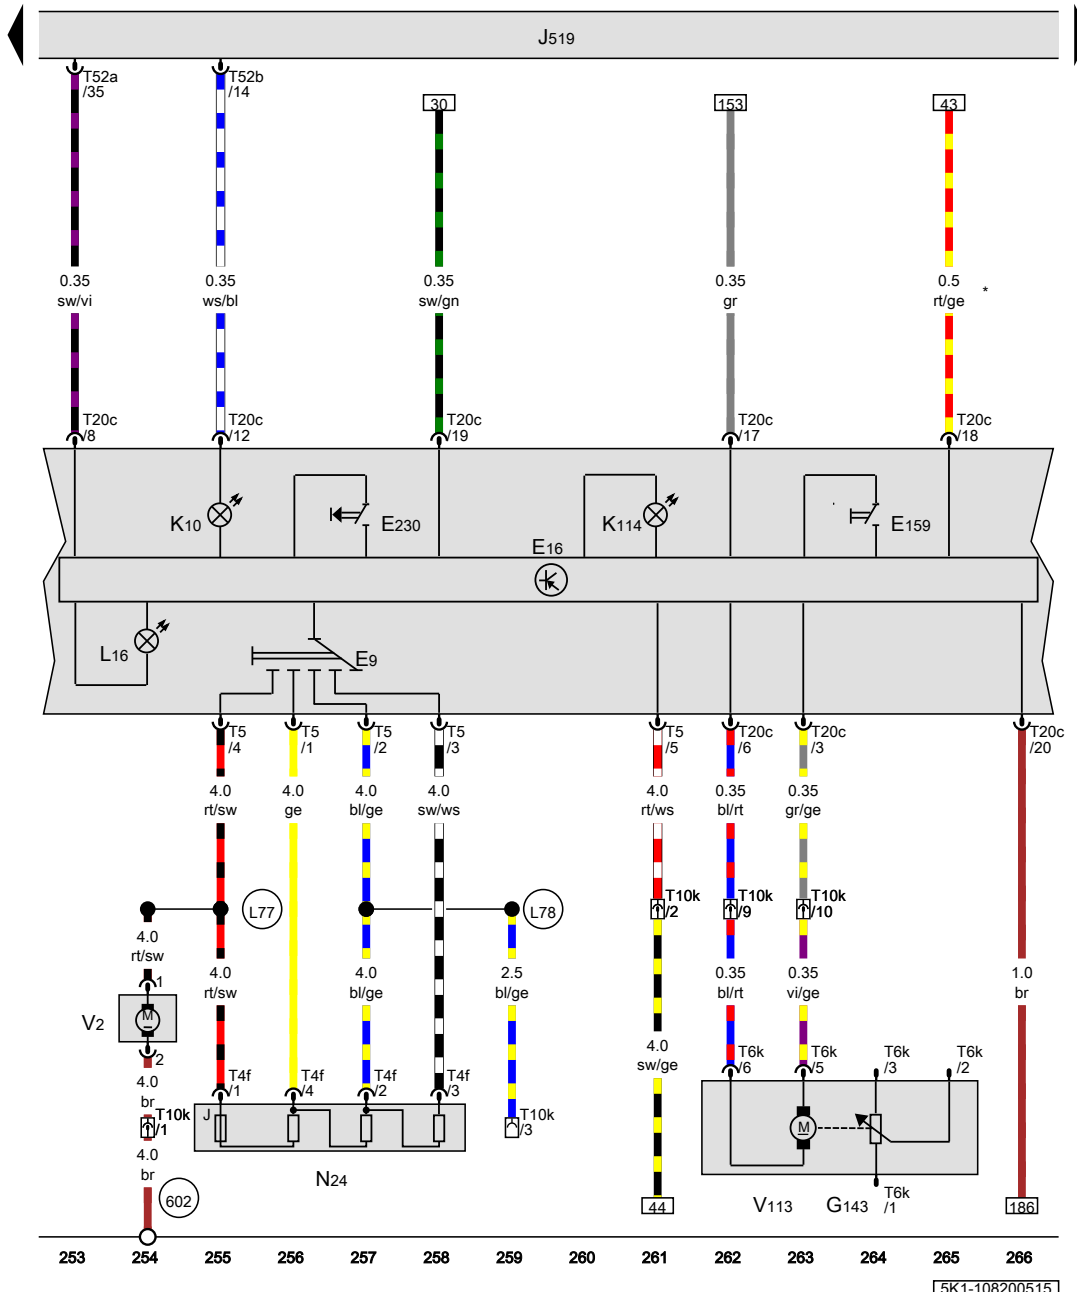 J519
T52a
/35
T52b
/14
30
153
43
0.35
sw/vi
0.35
ws/bl
0.35
sw/gn
0.35
gr
0.5
rt/ge
*
T20c
/8
T20c
/12
T20c
/19
T20c
/17
T20c
/18
K10
E230
K114
E159
E16
L16
E9
T5
/4
T5
/1
T5
/2
T5
/3
T5
/5
T20c
/6
T20c
/3
T20c
/20
4.0
rt/sw
4.0
ge
4.0
bl/ge
4.0
sw/ws
4.0
rt/ws
0.35
bl/rt
0.35
gr/ge
L77
L78
T10k
/2
T10k
/9
T10k
/10
4.0
rt/sw
4.0
rt/sw
4.0
bl/ge
2.5
bl/ge
0.35
bl/rt
0.35
vi/ge
1.0
br
1
V2
M
2
4.0
sw/ge
4.0
br
T4f
/1
T4f
/4
T4f
/2
T4f
/3
T6k
/6
T6k
/5
T6k
/3
T6k
/2
T10k
/1
J
T10k
/3
M
4.0
br
N24
602
44
V113
G143
T6k
/1
186
253 254 255 256 257 258 259 260 261 262 263 264 265 266
5K1-108200515